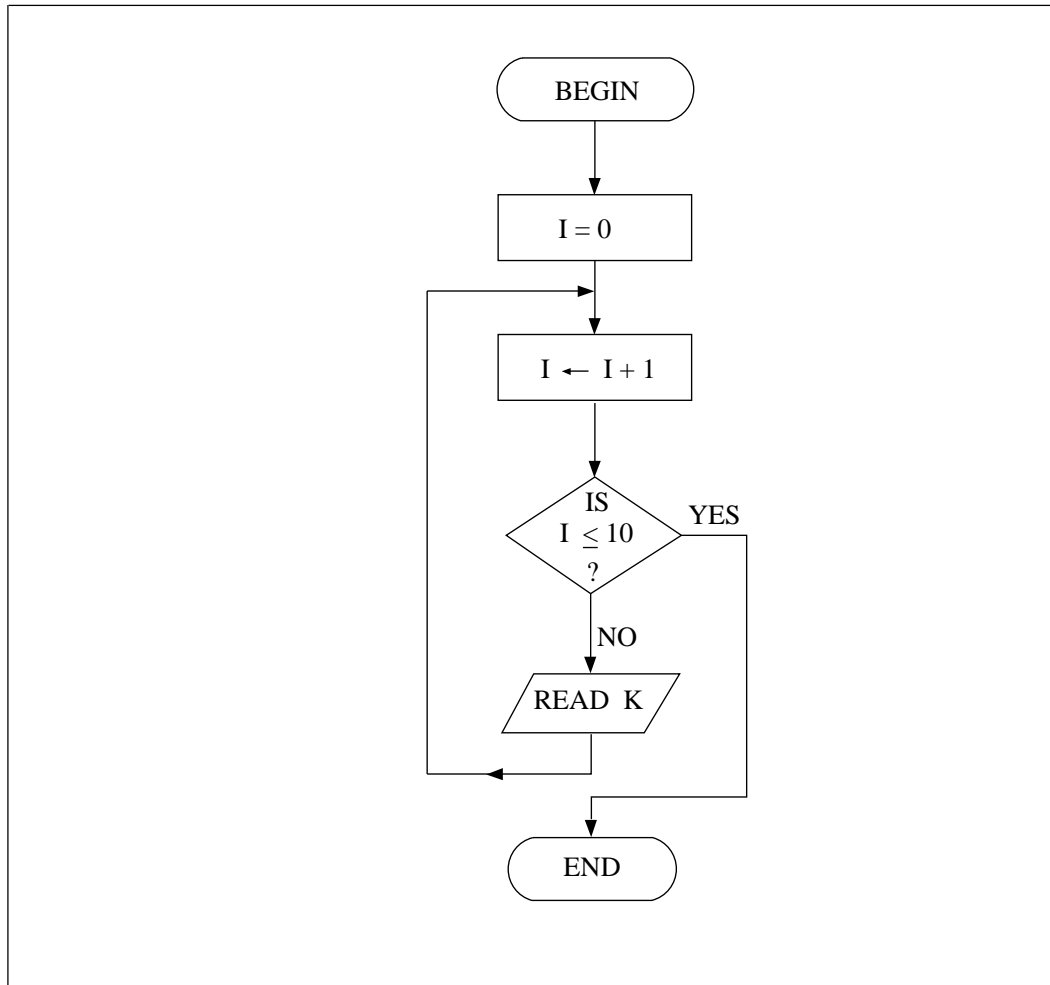 BEGIN
I = 0
I ← I + 1
IS
I ≤ 10
?
YES
NO
READ K
END